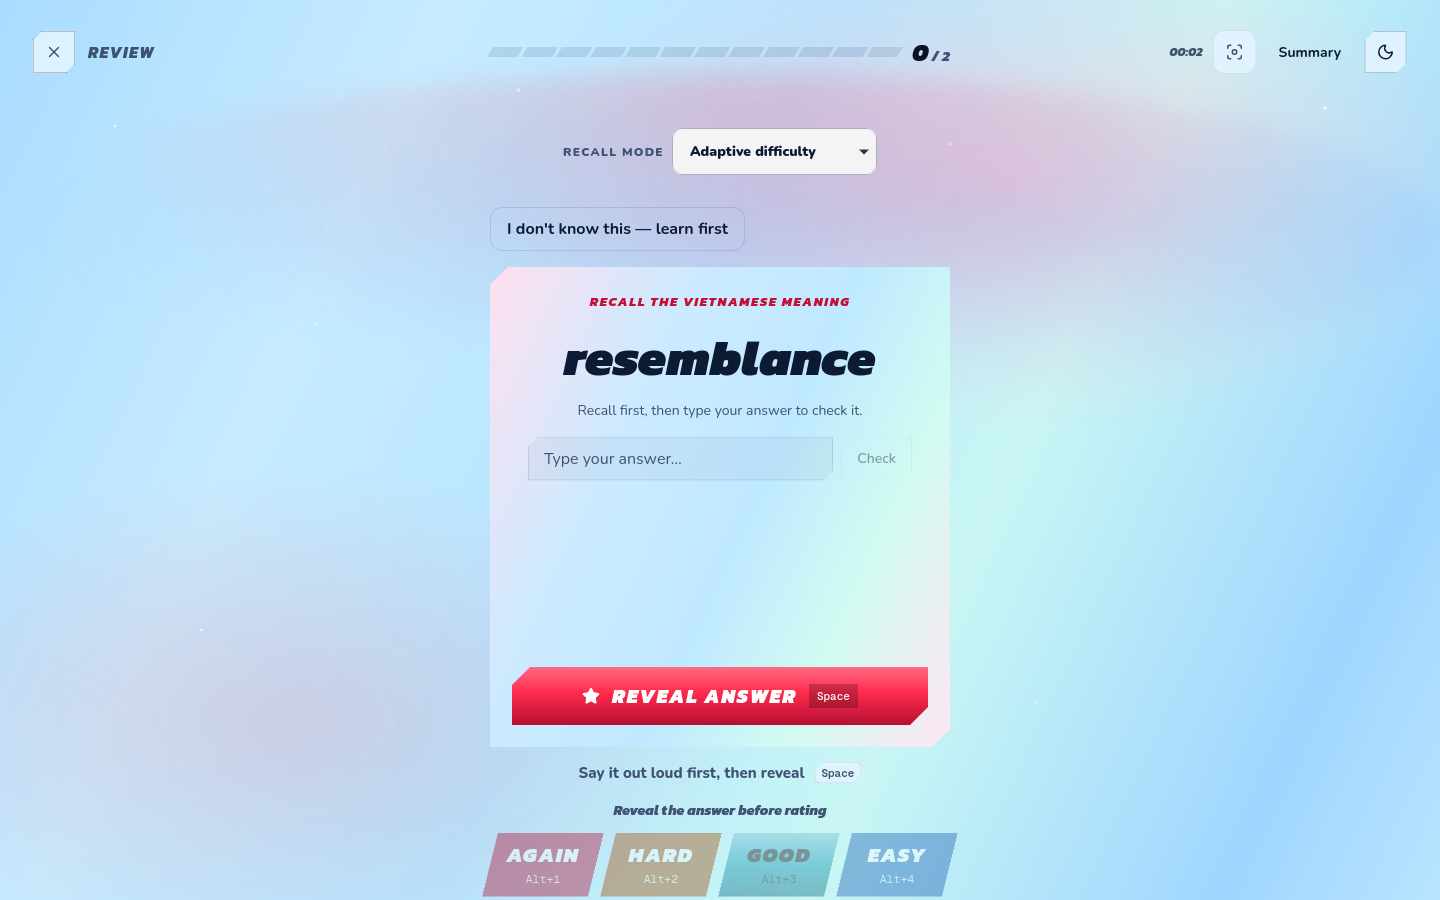 REVIEW
0 / 2
00:02
Summary
RECALL MODE
Adaptive difficulty
I don't know this — learn first
RECALL THE VIETNAMESE MEANING
resemblance
Recall first, then type your answer to check it.
Type your answer...
Check
REVEAL ANSWER Space
Say it out loud first, then reveal Space
Reveal the answer before rating
AGAIN HARD GOOD EASY
Alt+1 Alt+2 Alt+3 Alt+4